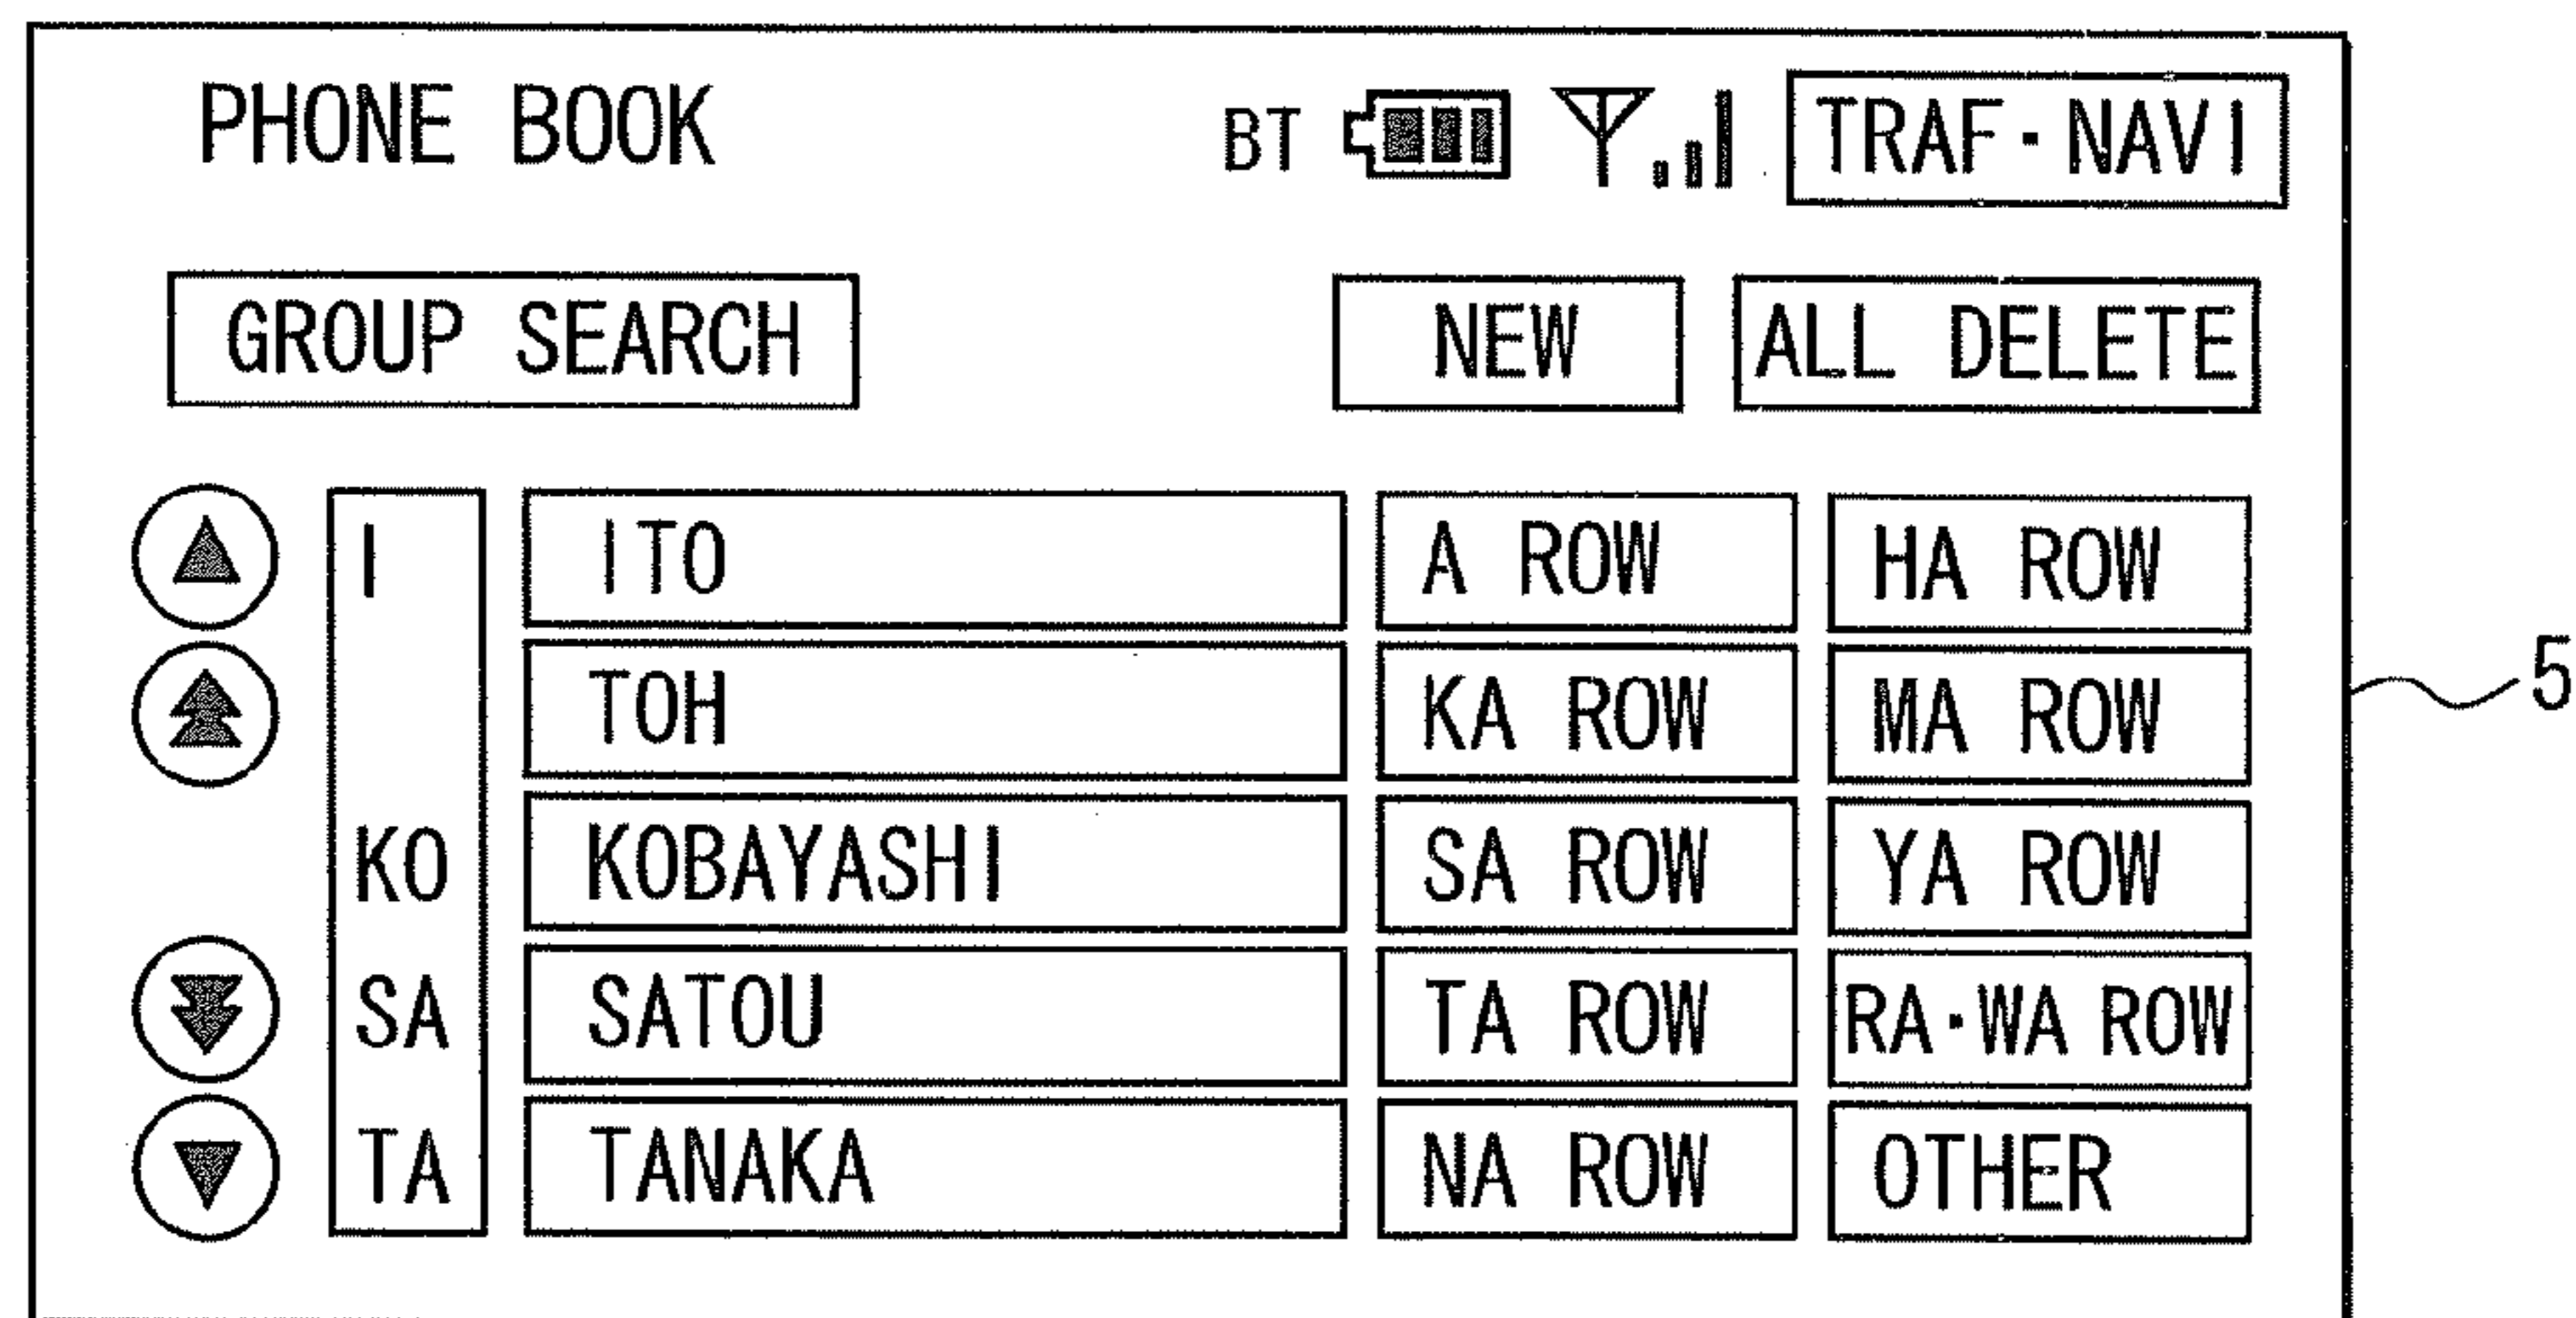 PHONE BOOK BT TRAF·NAVI
GROUP SEARCH NEW ALL DELETE
I ITO A ROW HA ROW
TOH KA ROW MA ROW
5
KO KOBAYASHI SA ROW YA ROW
SA SATOU TA ROW RA·WA ROW
TA TANAKA NA ROW OTHER